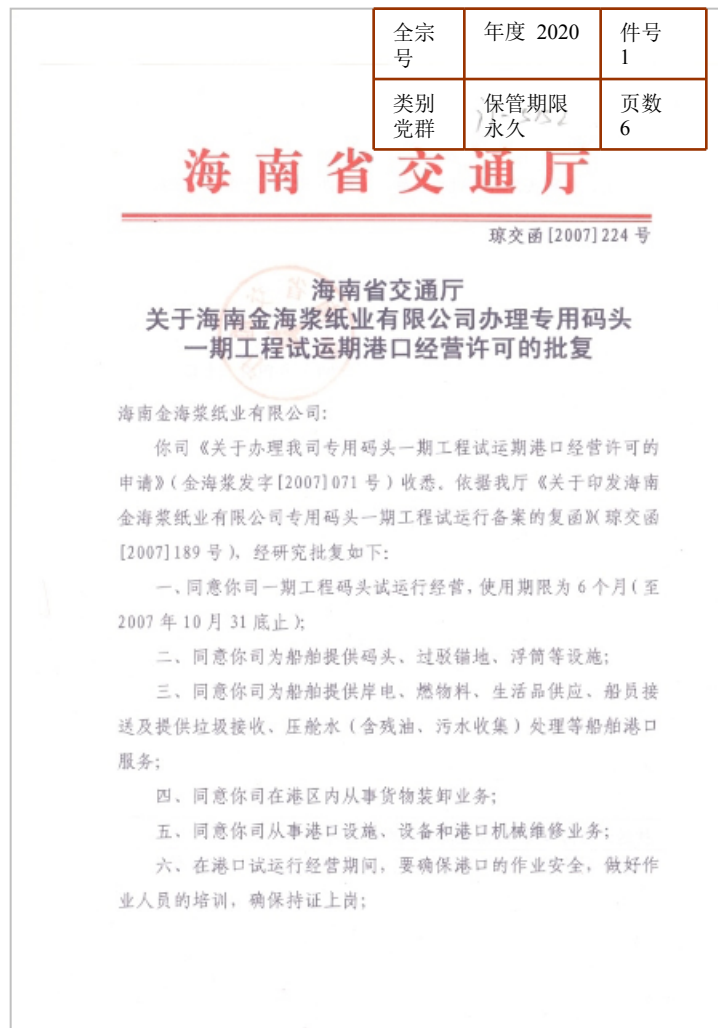 全宗号
年度 2020
件号
1
类别
党群
保管期限
永久
页数
6
海南省交通厅
琼交函[2007]224 号
海南省交通厅
关于海南金海浆纸业有限公司办理专用码头
一期工程试运期港口经营许可的批复
海南金海浆纸业有限公司:
你司《关于办理我司专用码头一期工程试运期港口经营许可的
申请》(金海浆发字[2007]071 号)收悉。依据我厅《关于印发海南
金海浆纸业有限公司专用码头一期工程试运行备案的复函》(琼交函
[2007]189 号)，经研究批复如下:
一、同意你司一期工程码头试运行经营,使用期限为 6 个月(至
2007 年 10 月 31 底止);
二、同意你司为船舶提供码头、过驳锚地、浮筒等设施;
三、同意你司为船舶提供岸电、燃物料、生活品供应、船员接
送及提供垃圾接收、压舱水(含残油、污水收集)处理等船舶港口
服务;
四、同意你司在港区内从事货物装卸业务;
五、同意你司从事港口设施、设备和港口机械维修业务;
六、在港口试运行经营期间，要确保港口的作业安全，做好作
业人员的培训，确保持证上岗;